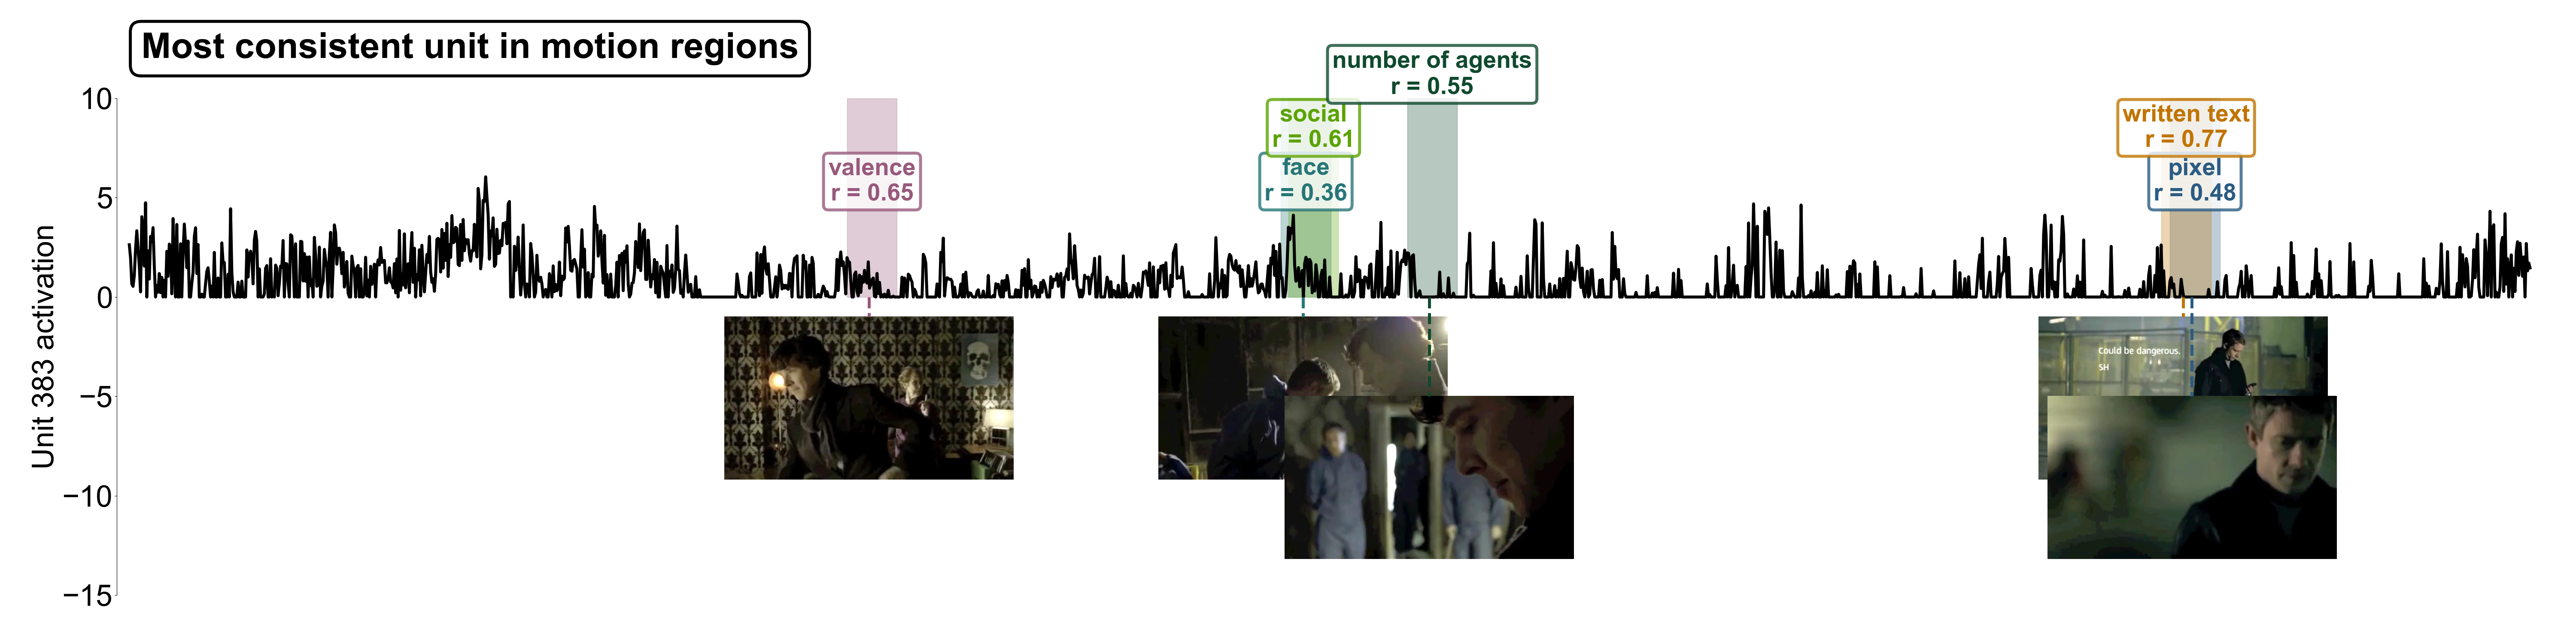 Most consistent unit in motion regions
number of agents
r = 0.55
social
r = 0.61
written text
r = 0.77
valence
r = 0.65
face
r = 0.36
pixel
r = 0.48
10
5
0
−5
−10
−15
Unit 383 activation
Could be dangerous.
SH